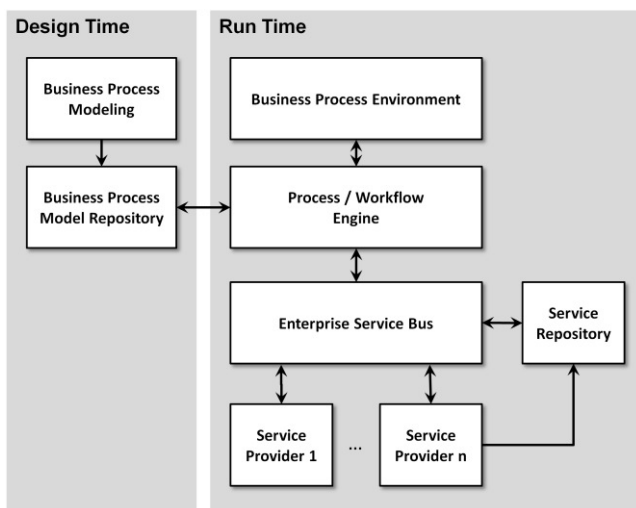 Design Time
Business Process
Modeling
Business Process
Model Repository
Run Time
Business Process Environment
Process / Workflow
Engine
Enterprise Service Bus
Service
Repository
Service
Provider 1
...
Service
Provider n